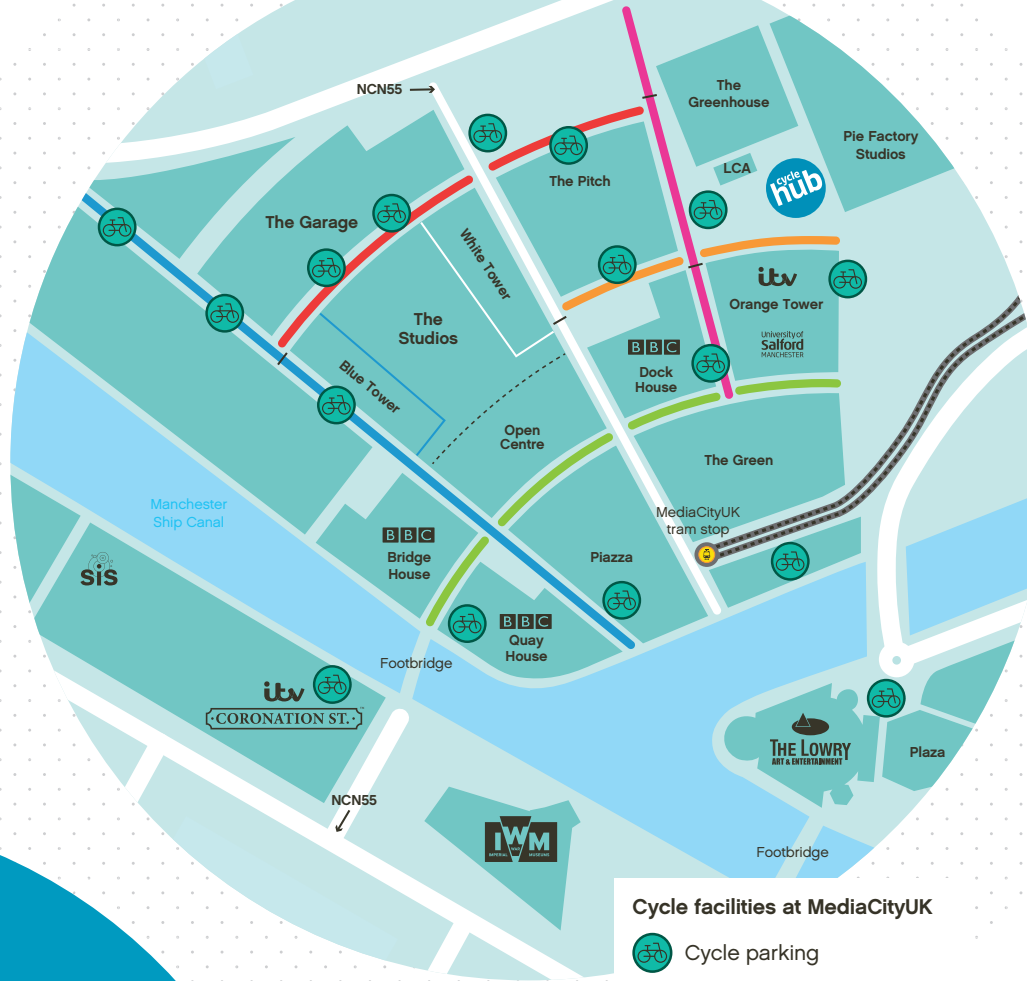 NCN55
The
Greenhouse
Pie Factory
Studios
LCA
cycle
hub
The Pitch
The Garage
White Tower
The
Studios
Blue Tower
itv
Orange Tower
University of
Salford
MANCHESTER
BBC
Dock
House
Open
Centre
The Green
MediaCityUK
tram stop
Manchester
Ship Canal
BBC
Bridge
House
Piazza
SiS
BBC
Quay
House
Footbridge
itv
CORONATION ST.
THE LOWRY
ART & ENTERTAINMENT
Plaza
NCN55
IWM
IMPERIAL WAR MUSEUMS
Footbridge
Cycle facilities at MediaCityUK
Cycle parking